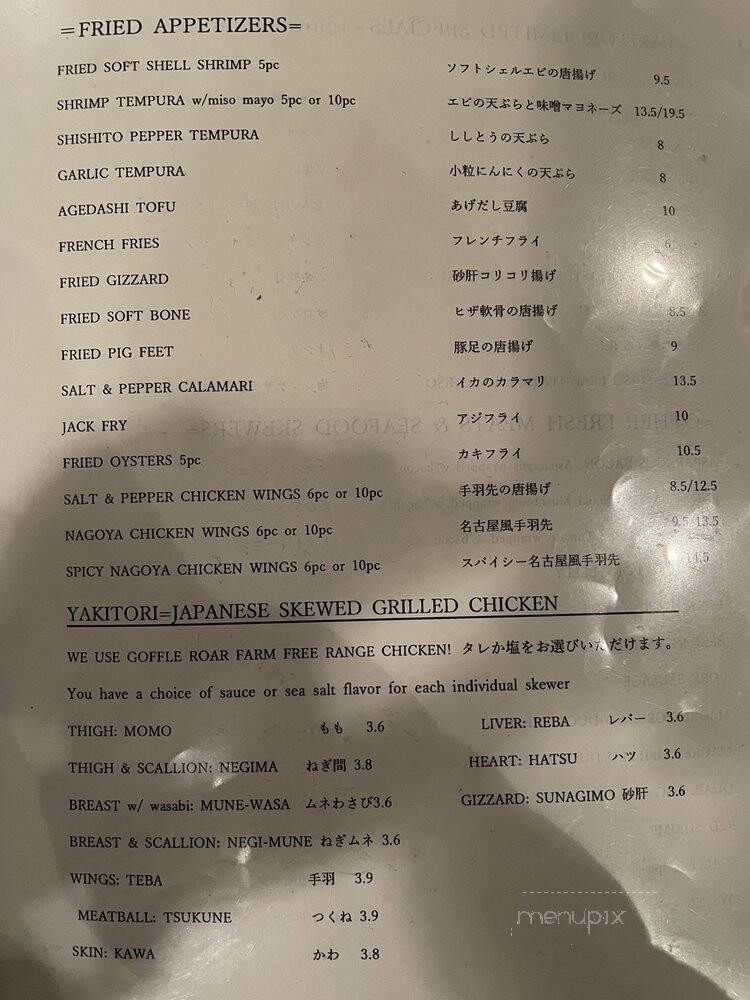 =FRIED APPETIZERS=
FRIED SOFT SHELL SHRIMP 5pc ソフトシェルエビの唐揚げ 9.5
SHRIMP TEMPURA w/miso mayo 5pc or 10pc エビの天ぷらと味噌マヨネーズ 13.5/19.5
SHISHITO PEPPER TEMPURA ししとうの天ぷら 8
GARLIC TEMPURA 小粒にんにくの天ぷら 8
AGEDASHI TOFU あげだし豆腐 10
FRENCH FRIES フレンチフライ 6
FRIED GIZZARD 砂肝コリコリ揚げ
FRIED SOFT BONE ヒザ軟骨の唐揚げ 8.5
FRIED PIG FEET 豚足の唐揚げ 9
SALT & PEPPER CALAMARI イカのカラマリ 13.5
JACK FRY アジフライ 10
FRIED OYSTERS 5pc カキフライ 10.5
SALT & PEPPER CHICKEN WINGS 6pc or 10pc 手羽先の唐揚げ 8.5/12.5
NAGOYA CHICKEN WINGS 6pc or 10pc 名古屋風手羽先 9.5/13.5
SPICY NAGOYA CHICKEN WINGS 6pc or 10pc スパイシー名古屋風手羽先
YAKITORI=JAPANESE SKEWED GRILLED CHICKEN
WE USE GOFFLE ROAR FARM FREE RANGE CHICKEN! タレか塩をお選びいただけます。
You have a choice of sauce or sea salt flavor for each individual skewer
THIGH: MOMO もも 3.6 LIVER: REBA レバー 3.6
THIGH & SCALLION: NEGIMA ねぎ間 3.8 HEART: HATSU ハツ 3.6
BREAST w/ wasabi: MUNE-WASA ムネわさび3.6 GIZZARD: SUNAGIMO 砂肝 3.6
BREAST & SCALLION: NEGI-MUNE ねぎムネ 3.6
WINGS: TEBA 手羽 3.9
MEATBALL: TSUKUNE つくね 3.9
SKIN: KAWA かわ 3.8
menupix